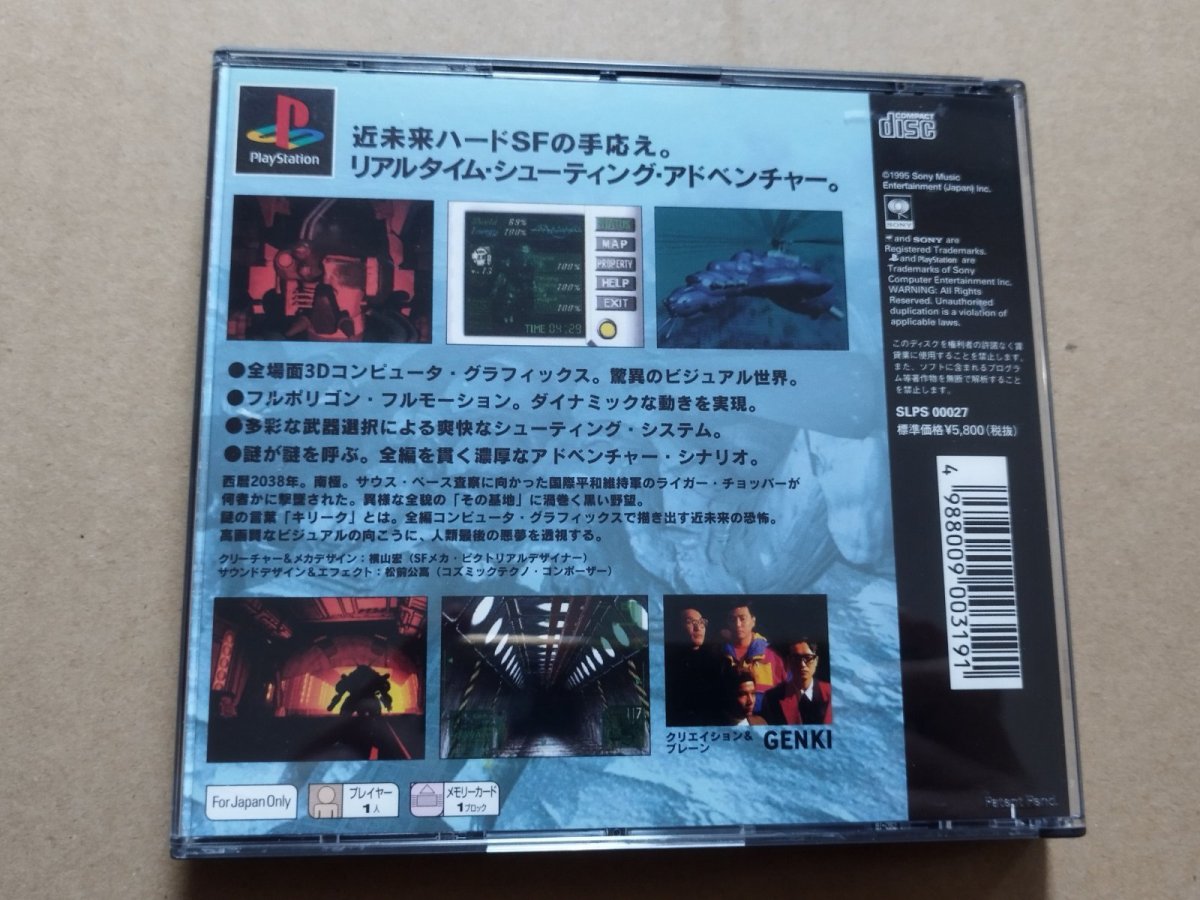 PlayStation
近未来ハードSFの手応え。
リアルタイム・シューティング・アドベンチャー。
Shield 89%
Energy 100%
100%
100%
100%
TIME 04:29
STATUS
MAP
PROPERTY
HELP
EXIT
●全場面3Dコンピュータ・グラフィックス。驚異のビジュアル世界。
●フルポリゴン・フルモーション。ダイナミックな動きを実現。
●多彩な武器選択による爽快なシューティング・システム。
●謎が謎を呼ぶ。全編を貫く濃厚なアドベンチャー・シナリオ。
西暦2038年。南極。サウス・ベース査察に向かった国際平和維持軍のライガー・チョッパーが
何者かに撃墜された。異様な全貌の「その基地」に渦巻く黒い野望。
謎の言葉「キリーク」とは。全編コンピュータ・グラフィックスで描き出す近未来の恐怖。
高画質なビジュアルの向こうに、人類最後の悪夢を透視する。
クリーチャー&メカデザイン：横山宏（SFメカ・ピクトリアルデザイナー）
サウンドデザイン&エフェクト：松前公高（コズミックテクノ・コンポーザー）
117
クリエイション&
ブレーン
GENKI
For Japan Only
プレイヤー
1人
メモリーカード
1ブロック
COMPACT
disc
©1995 Sony Music
Entertainment (Japan) Inc.
SONY
and SONY are
Registered Trademarks.
and PlayStation are
Trademarks of Sony
Computer Entertainment Inc.
WARNING: All Rights
Reserved. Unauthorized
duplication is a violation of
applicable laws.
このディスクを権利者の許諾なく賃
貸業に使用することを禁止します。
また、ソフトに含まれるプログラ
ム等著作物を無断で解析すること
を禁止します。
SLPS 00027
標準価格¥5,800(税抜)
4 988009 003191
Patent Pend.